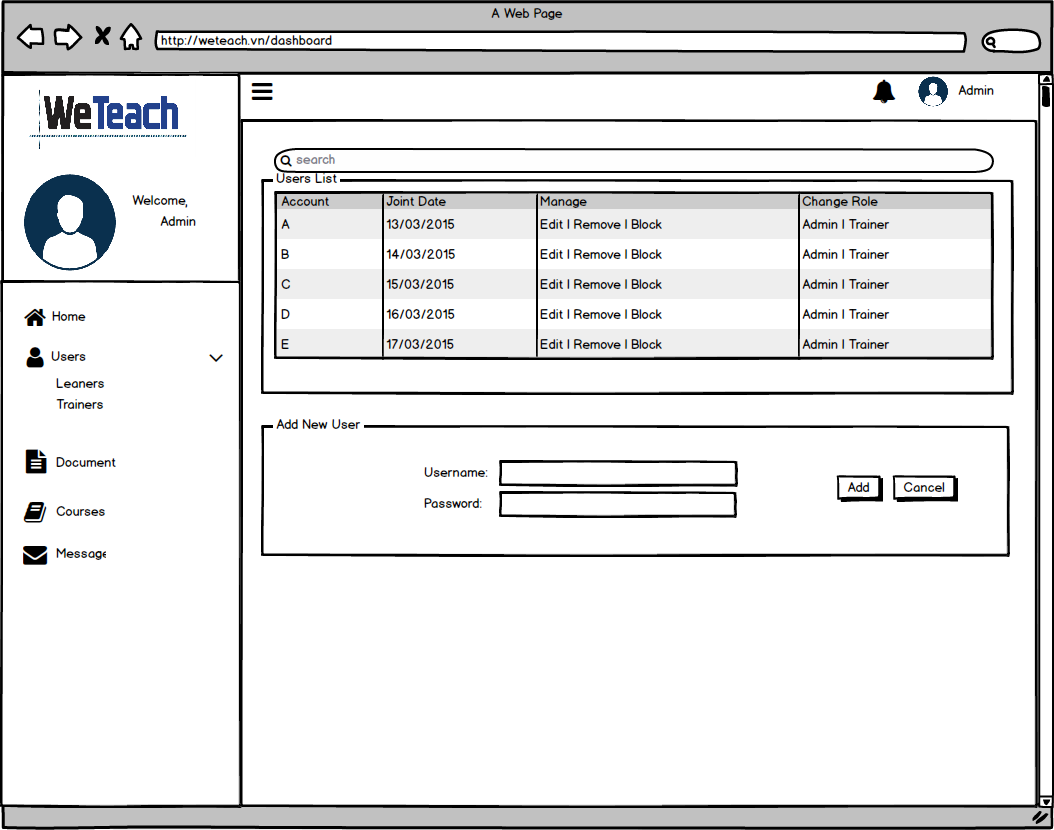 A Web Page
http://weteach.vn/dashboard
WeTeach
Welcome,
Admin
Home
Users
Leaners
Trainers
Document
Courses
Message
Admin
search
Users List
Account Joint Date Manage Change Role
A 13/03/2015 Edit | Remove | Block Admin | Trainer
B 14/03/2015 Edit | Remove | Block Admin | Trainer
C 15/03/2015 Edit | Remove | Block Admin | Trainer
D 16/03/2015 Edit | Remove | Block Admin | Trainer
E 17/03/2015 Edit | Remove | Block Admin | Trainer
Add New User
Username:
Password:
Add Cancel